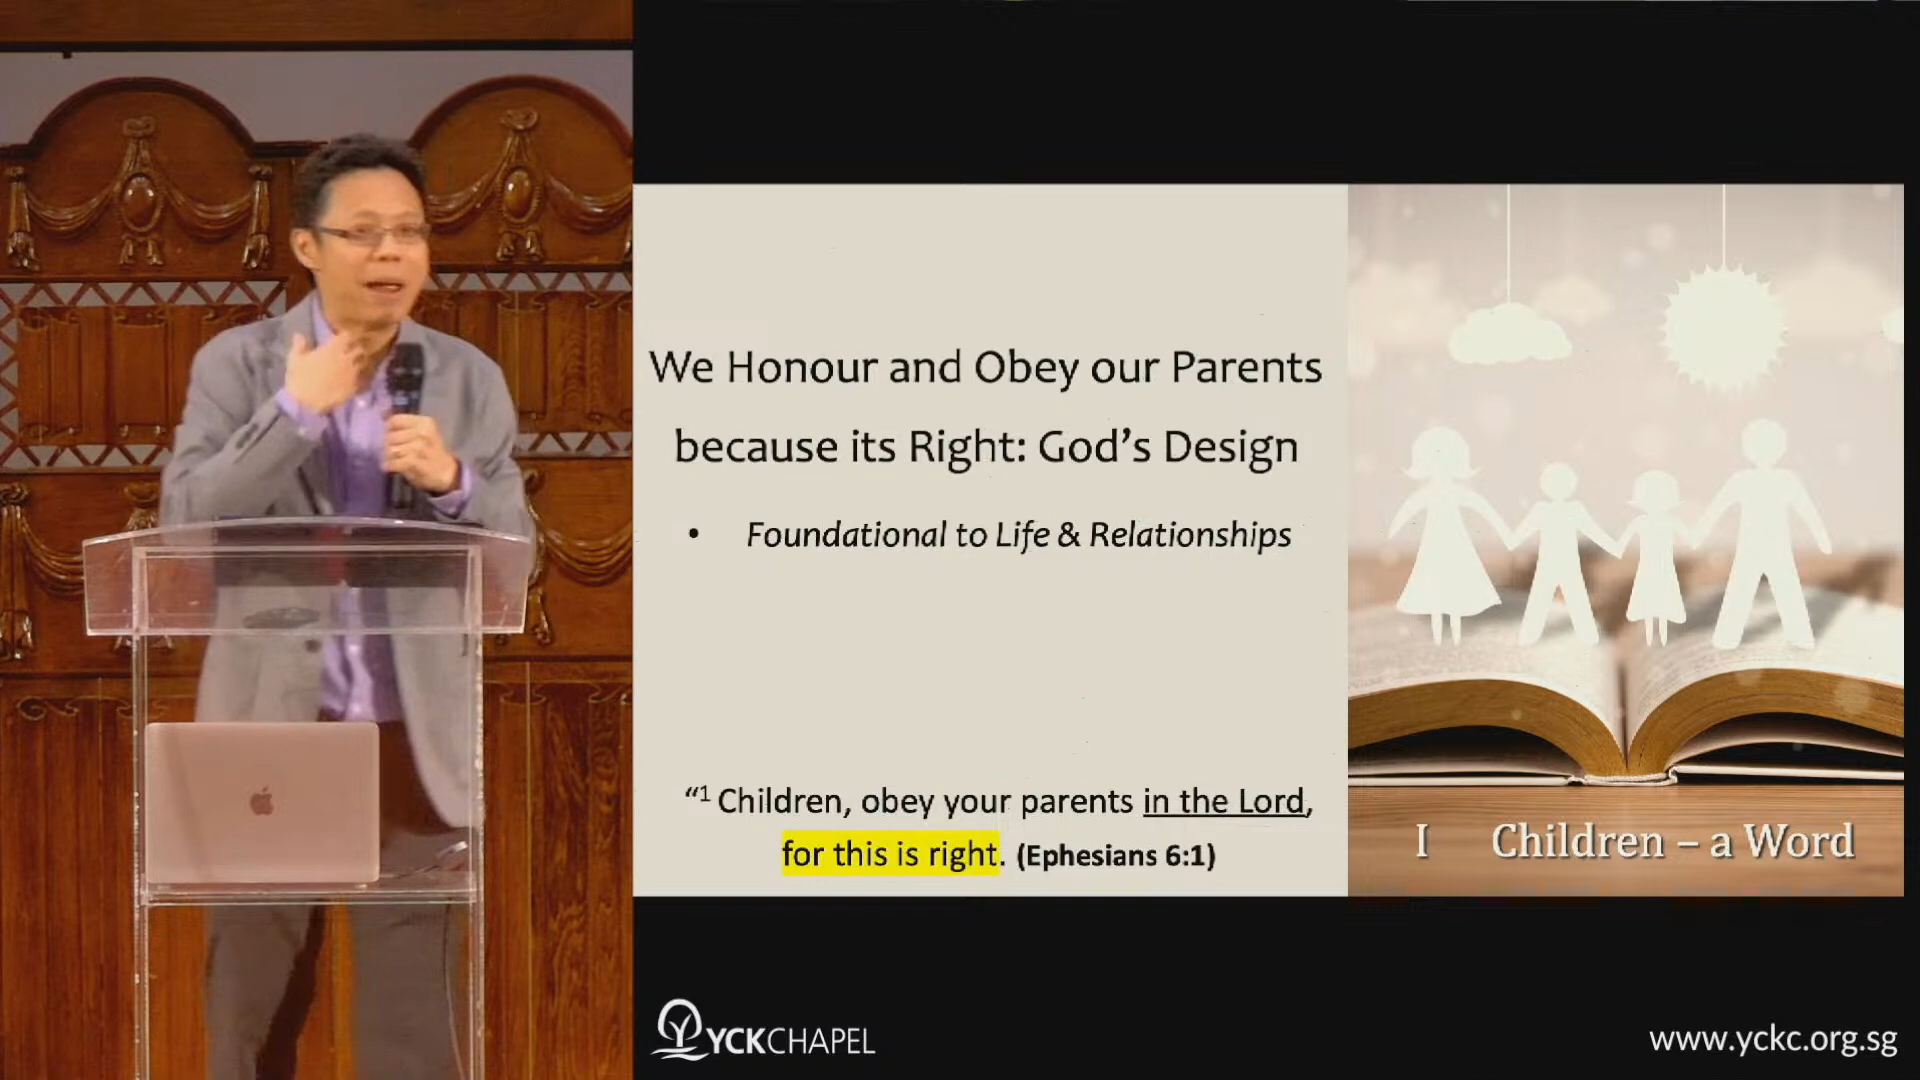 We Honour and Obey our Parents
because its Right: God's Design
• Foundational to Life & Relationships
“1 Children, obey your parents in the Lord,
for this is right. (Ephesians 6:1)
I Children – a Word
YCKCHAPEL
www.yckc.org.sg